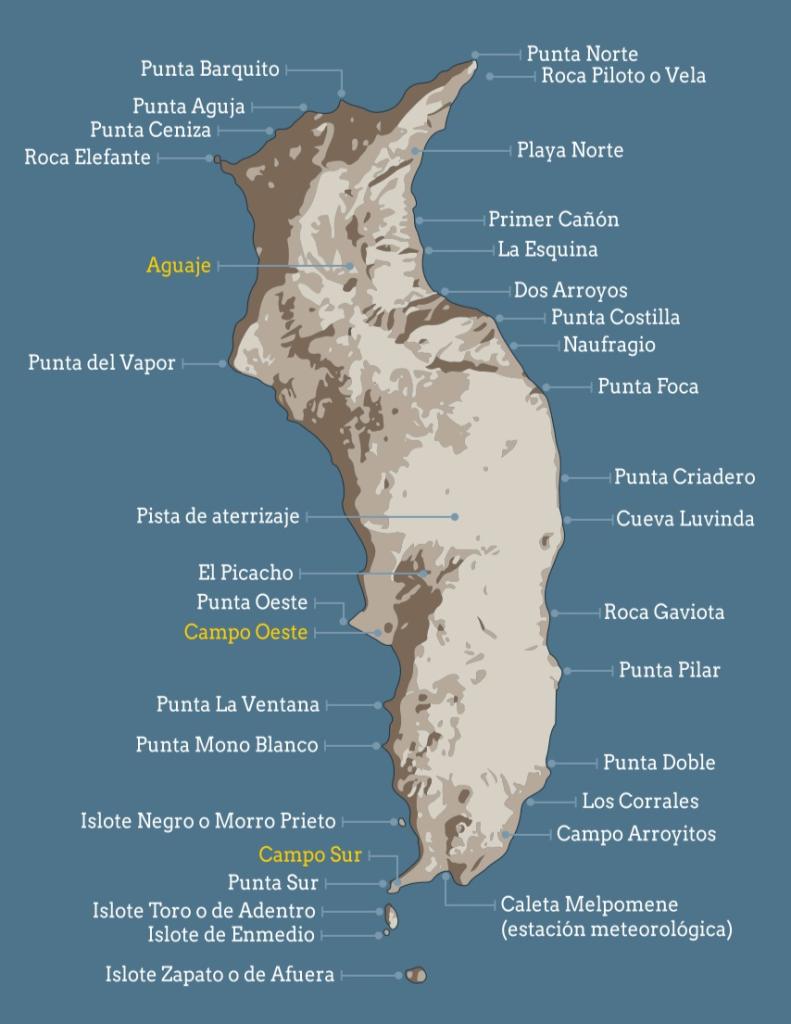 Punta Norte
Punta Barquito
Roca Piloto o Vela
Punta Aguja
Punta Ceniza
Roca Elefante
Playa Norte
Primer Cañón
La Esquina
Aguaje
Dos Arroyos
Punta Costilla
Naufragio
Punta del Vapor
Punta Foca
Punta Criadero
Pista de aterrizaje
Cueva Luvinda
El Picacho
Punta Oeste
Roca Gaviota
Campo Oeste
Punta Pilar
Punta La Ventana
Punta Mono Blanco
Punta Doble
Los Corrales
Islote Negro o Morro Prieto
Campo Arroyitos
Campo Sur
Punta Sur
Caleta Melpomene
(estación meteorológica)
Islote Toro o de Adentro
Islote de Enmedio
Islote Zapato o de Afuera